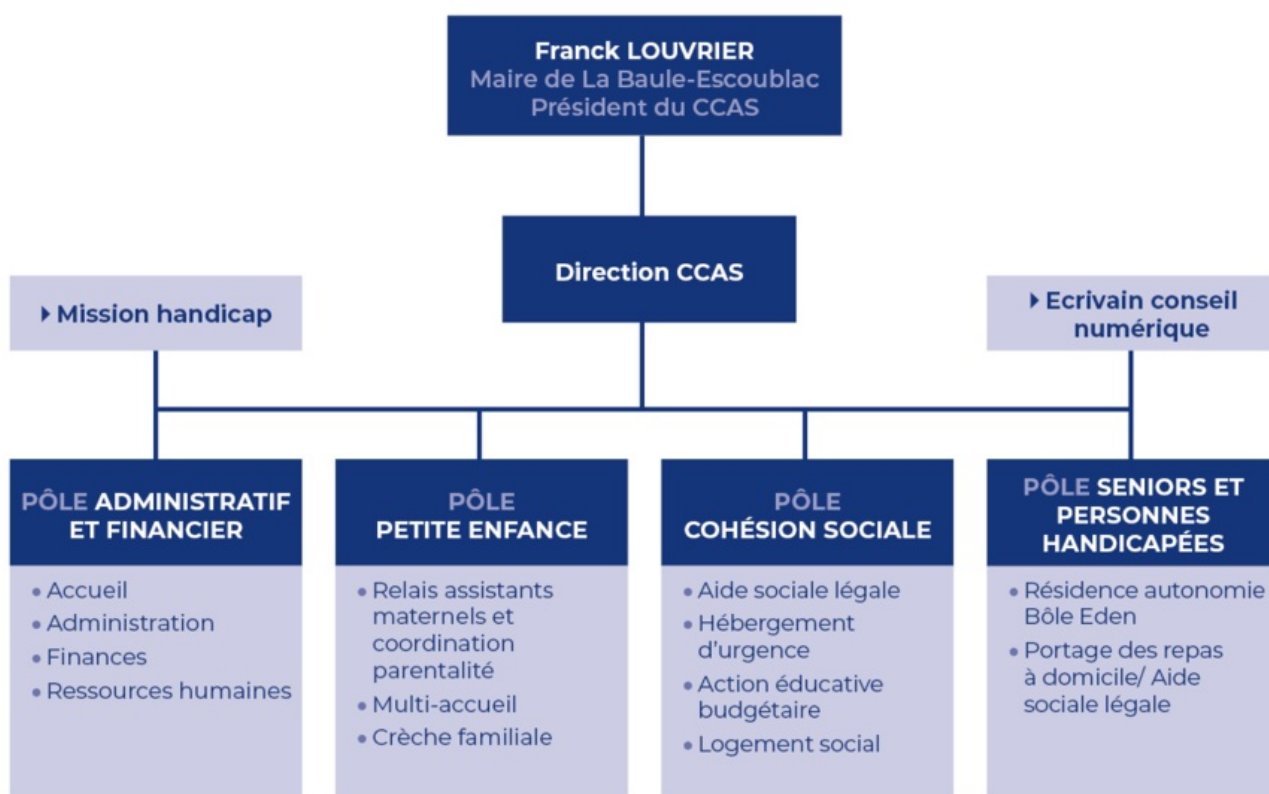 Franck LOUVRIER
Maire de La Baule-Escoublac
Président du CCAS
Direction CCAS
Mission handicap
Ecrivain conseil
numérique
PÔLE ADMINISTRATIF
ET FINANCIER
• Accueil
• Administration
• Finances
• Ressources humaines
PÔLE
PETITE ENFANCE
• Relais assistants
maternels et
coordination
parentalité
• Multi-accueil
• Crèche familiale
PÔLE
COHÉSION SOCIALE
• Aide sociale légale
• Hébergement
d’urgence
• Action éducative
budgétaire
• Logement social
PÔLE SENIORS ET
PERSONNES
HANDICAPÉES
• Résidence autonomie
Bôle Eden
• Portage des repas
à domicile/ Aide
sociale légale